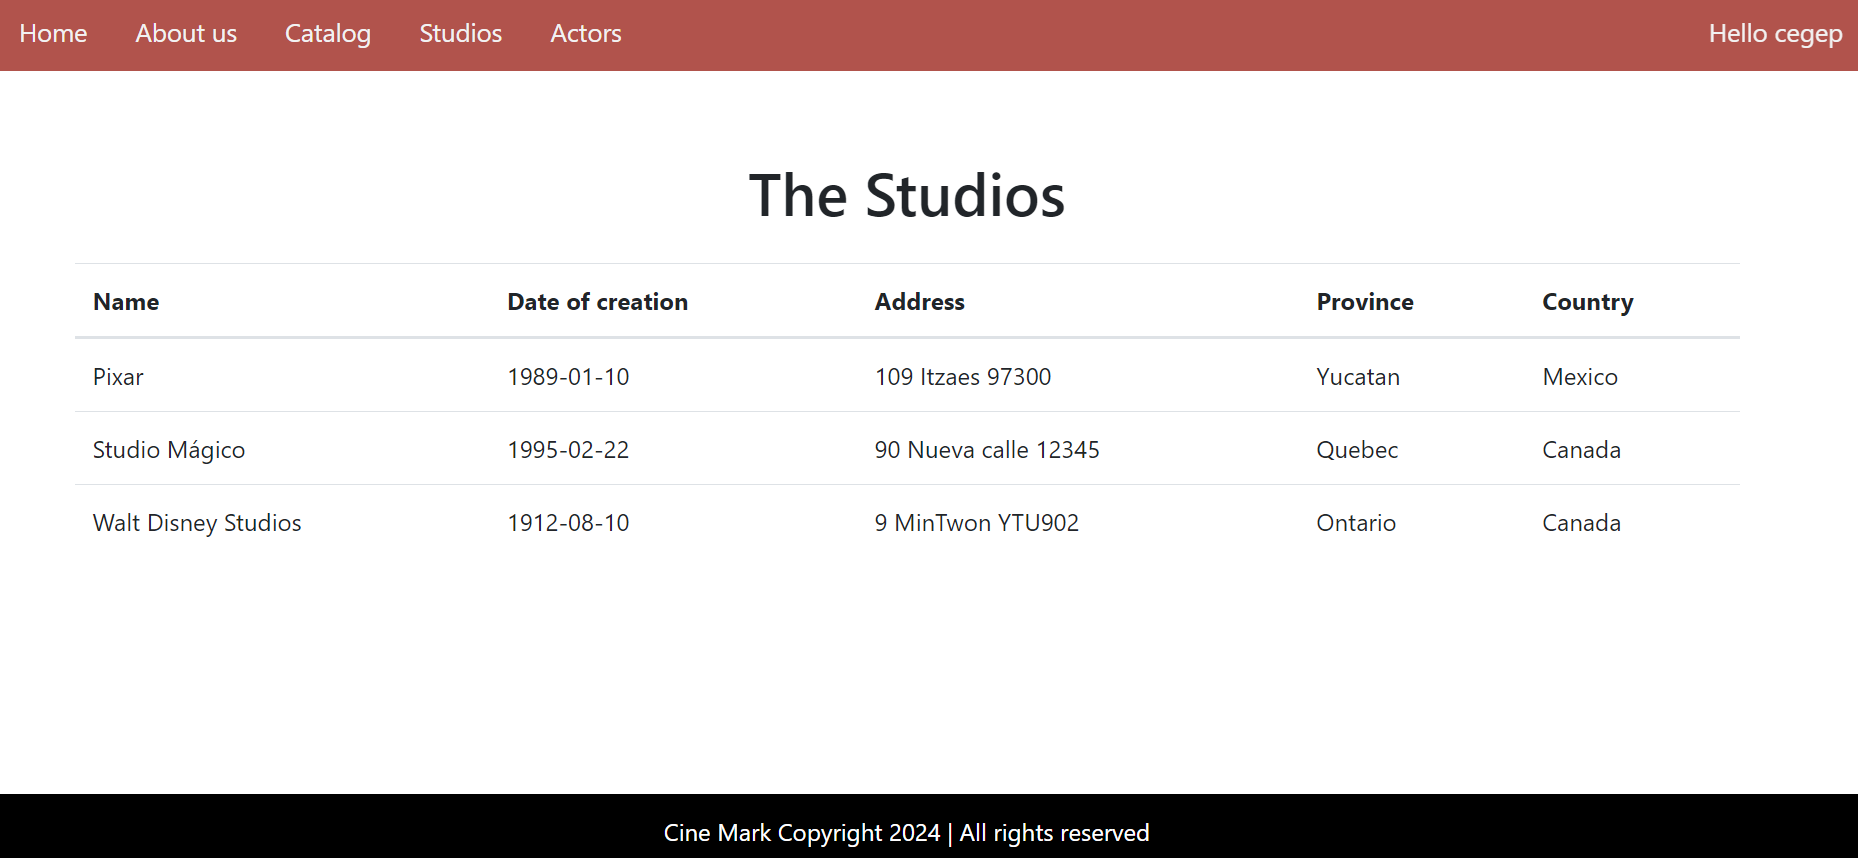 Home About us Catalog Studios Actors Hello cegep
The Studios
Name Date of creation Address Province Country
Pixar 1989-01-10 109 Itzaes 97300 Yucatan Mexico
Studio Mágico 1995-02-22 90 Nueva calle 12345 Quebec Canada
Walt Disney Studios 1912-08-10 9 MinTwon YTU902 Ontario Canada
Cine Mark Copyright 2024 | All rights reserved